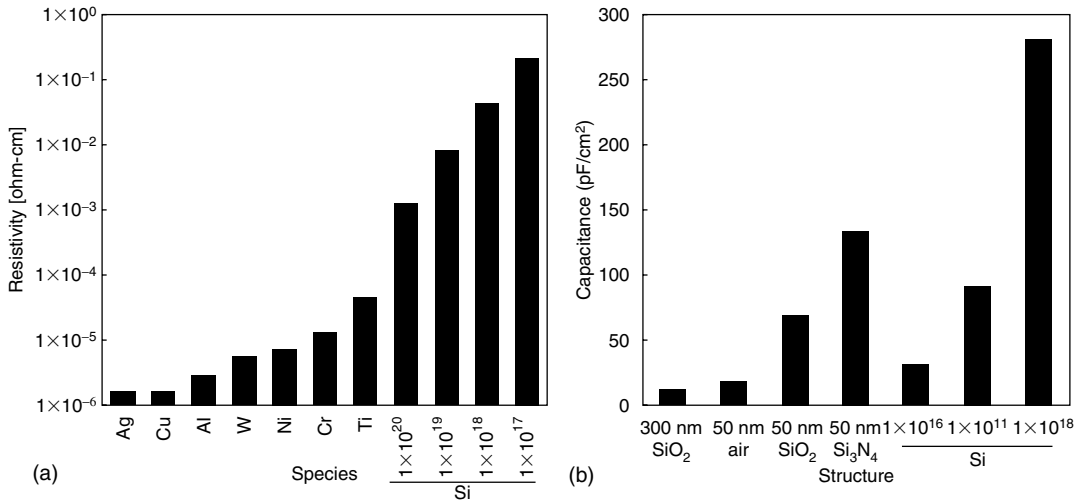 1×10⁰
1×10⁻¹
1×10⁻²
1×10⁻³
1×10⁻⁴
1×10⁻⁵
1×10⁻⁶
Resistivity [ohm-cm]
Ag
Cu
Al
W
Ni
Cr
Ti
1×10²⁰
1×10¹⁹
1×10¹⁸
1×10¹⁷
Species
Si
(a)
300
250
200
150
100
50
0
Capacitance (pF/cm²)
300 nm
SiO₂
50 nm
air
50 nm
SiO₂
50 nm
Si₃N₄
1×10¹⁶
1×10¹¹
1×10¹⁸
Si
Structure
(b)